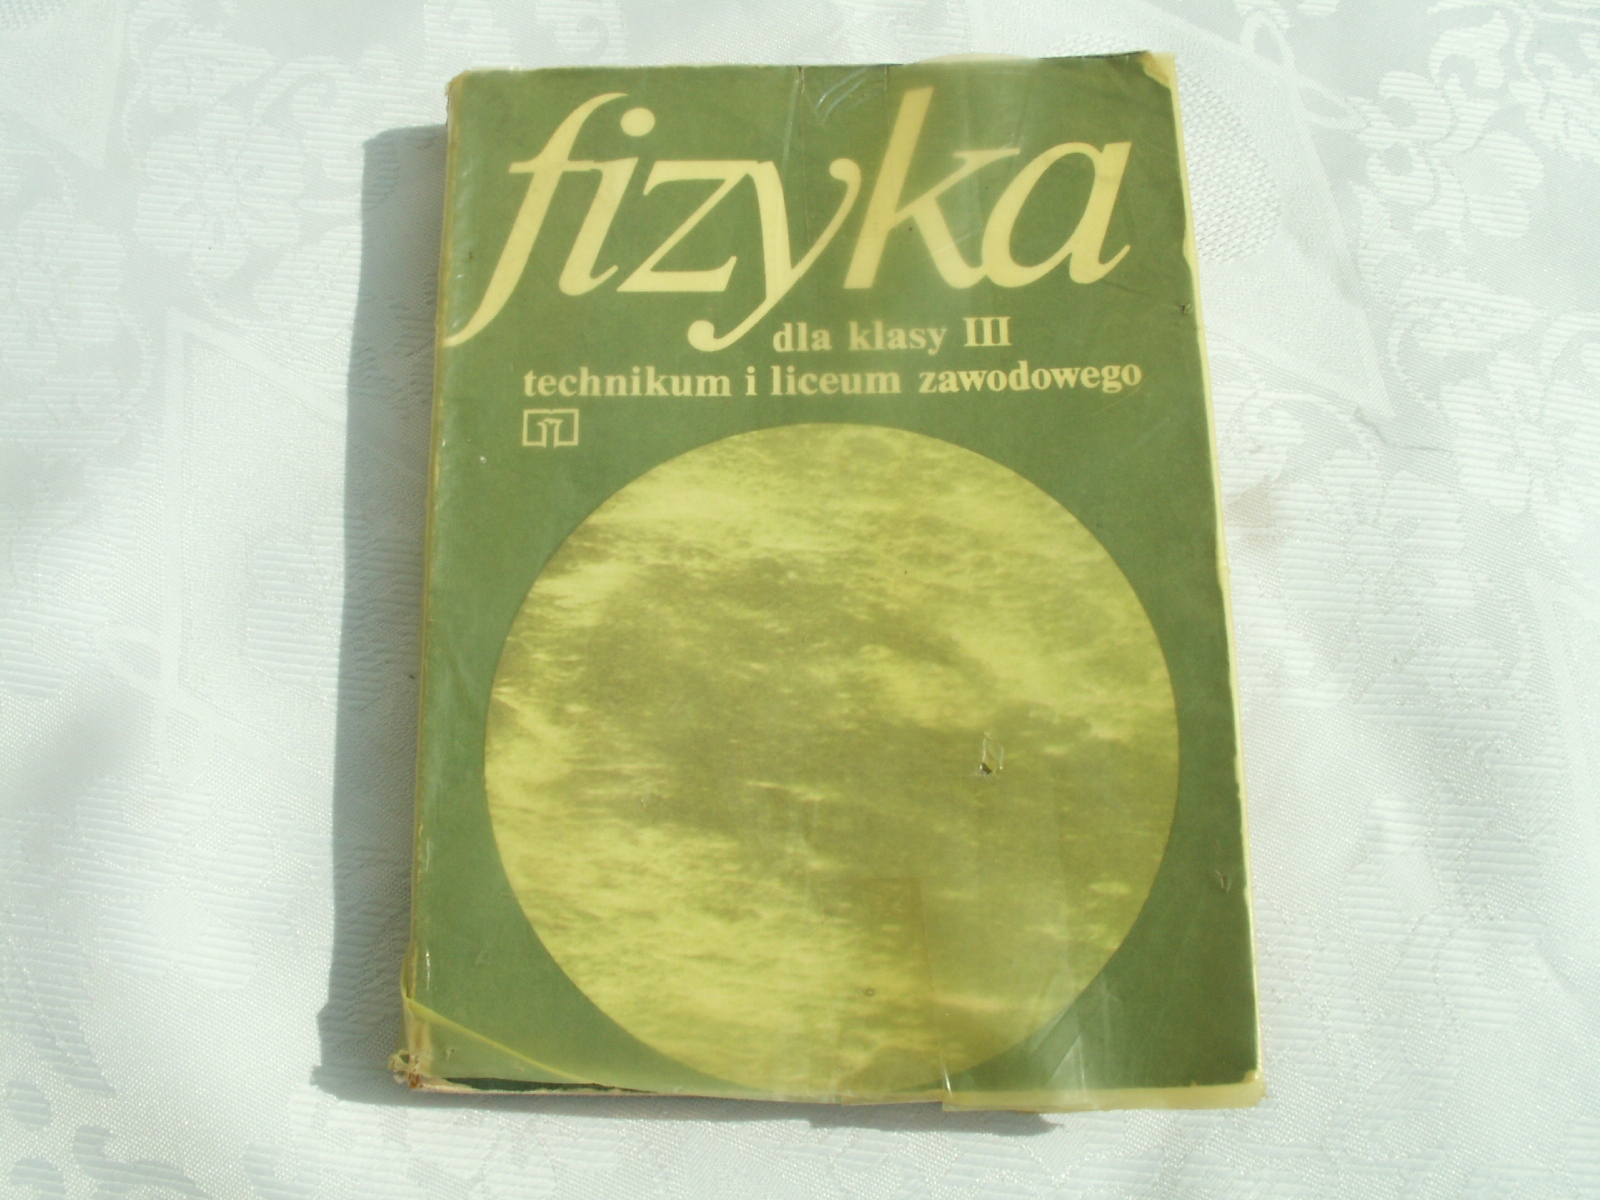 fizyka
dla klasy III
technikum i liceum zawodowego